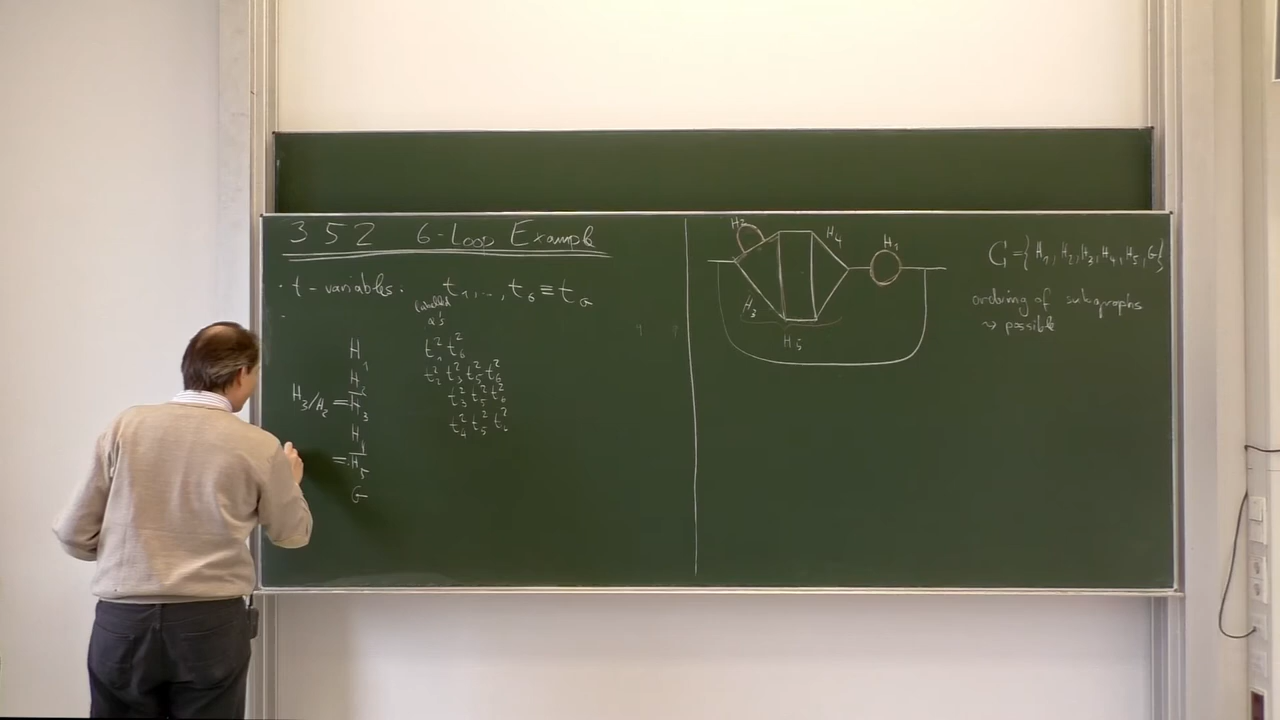 3 5 2 6-Loop Example
· t-variables: t₁,..,t₆ ≡ t_G
labelled
α's
H₁ t₁² t₆²
H₂ t₂² t₃² t₅² t₆²
H₃/H₂ = H₃ t₃² t₅² t₆²
H₄ t₄² t₅² t₆²
= H₅
G
H₂
H₄
H₁
H₃
H₅
G = {H₁, H₂, H₃, H₄, H₅, G}
ordering of subgraphs
⇝ possible